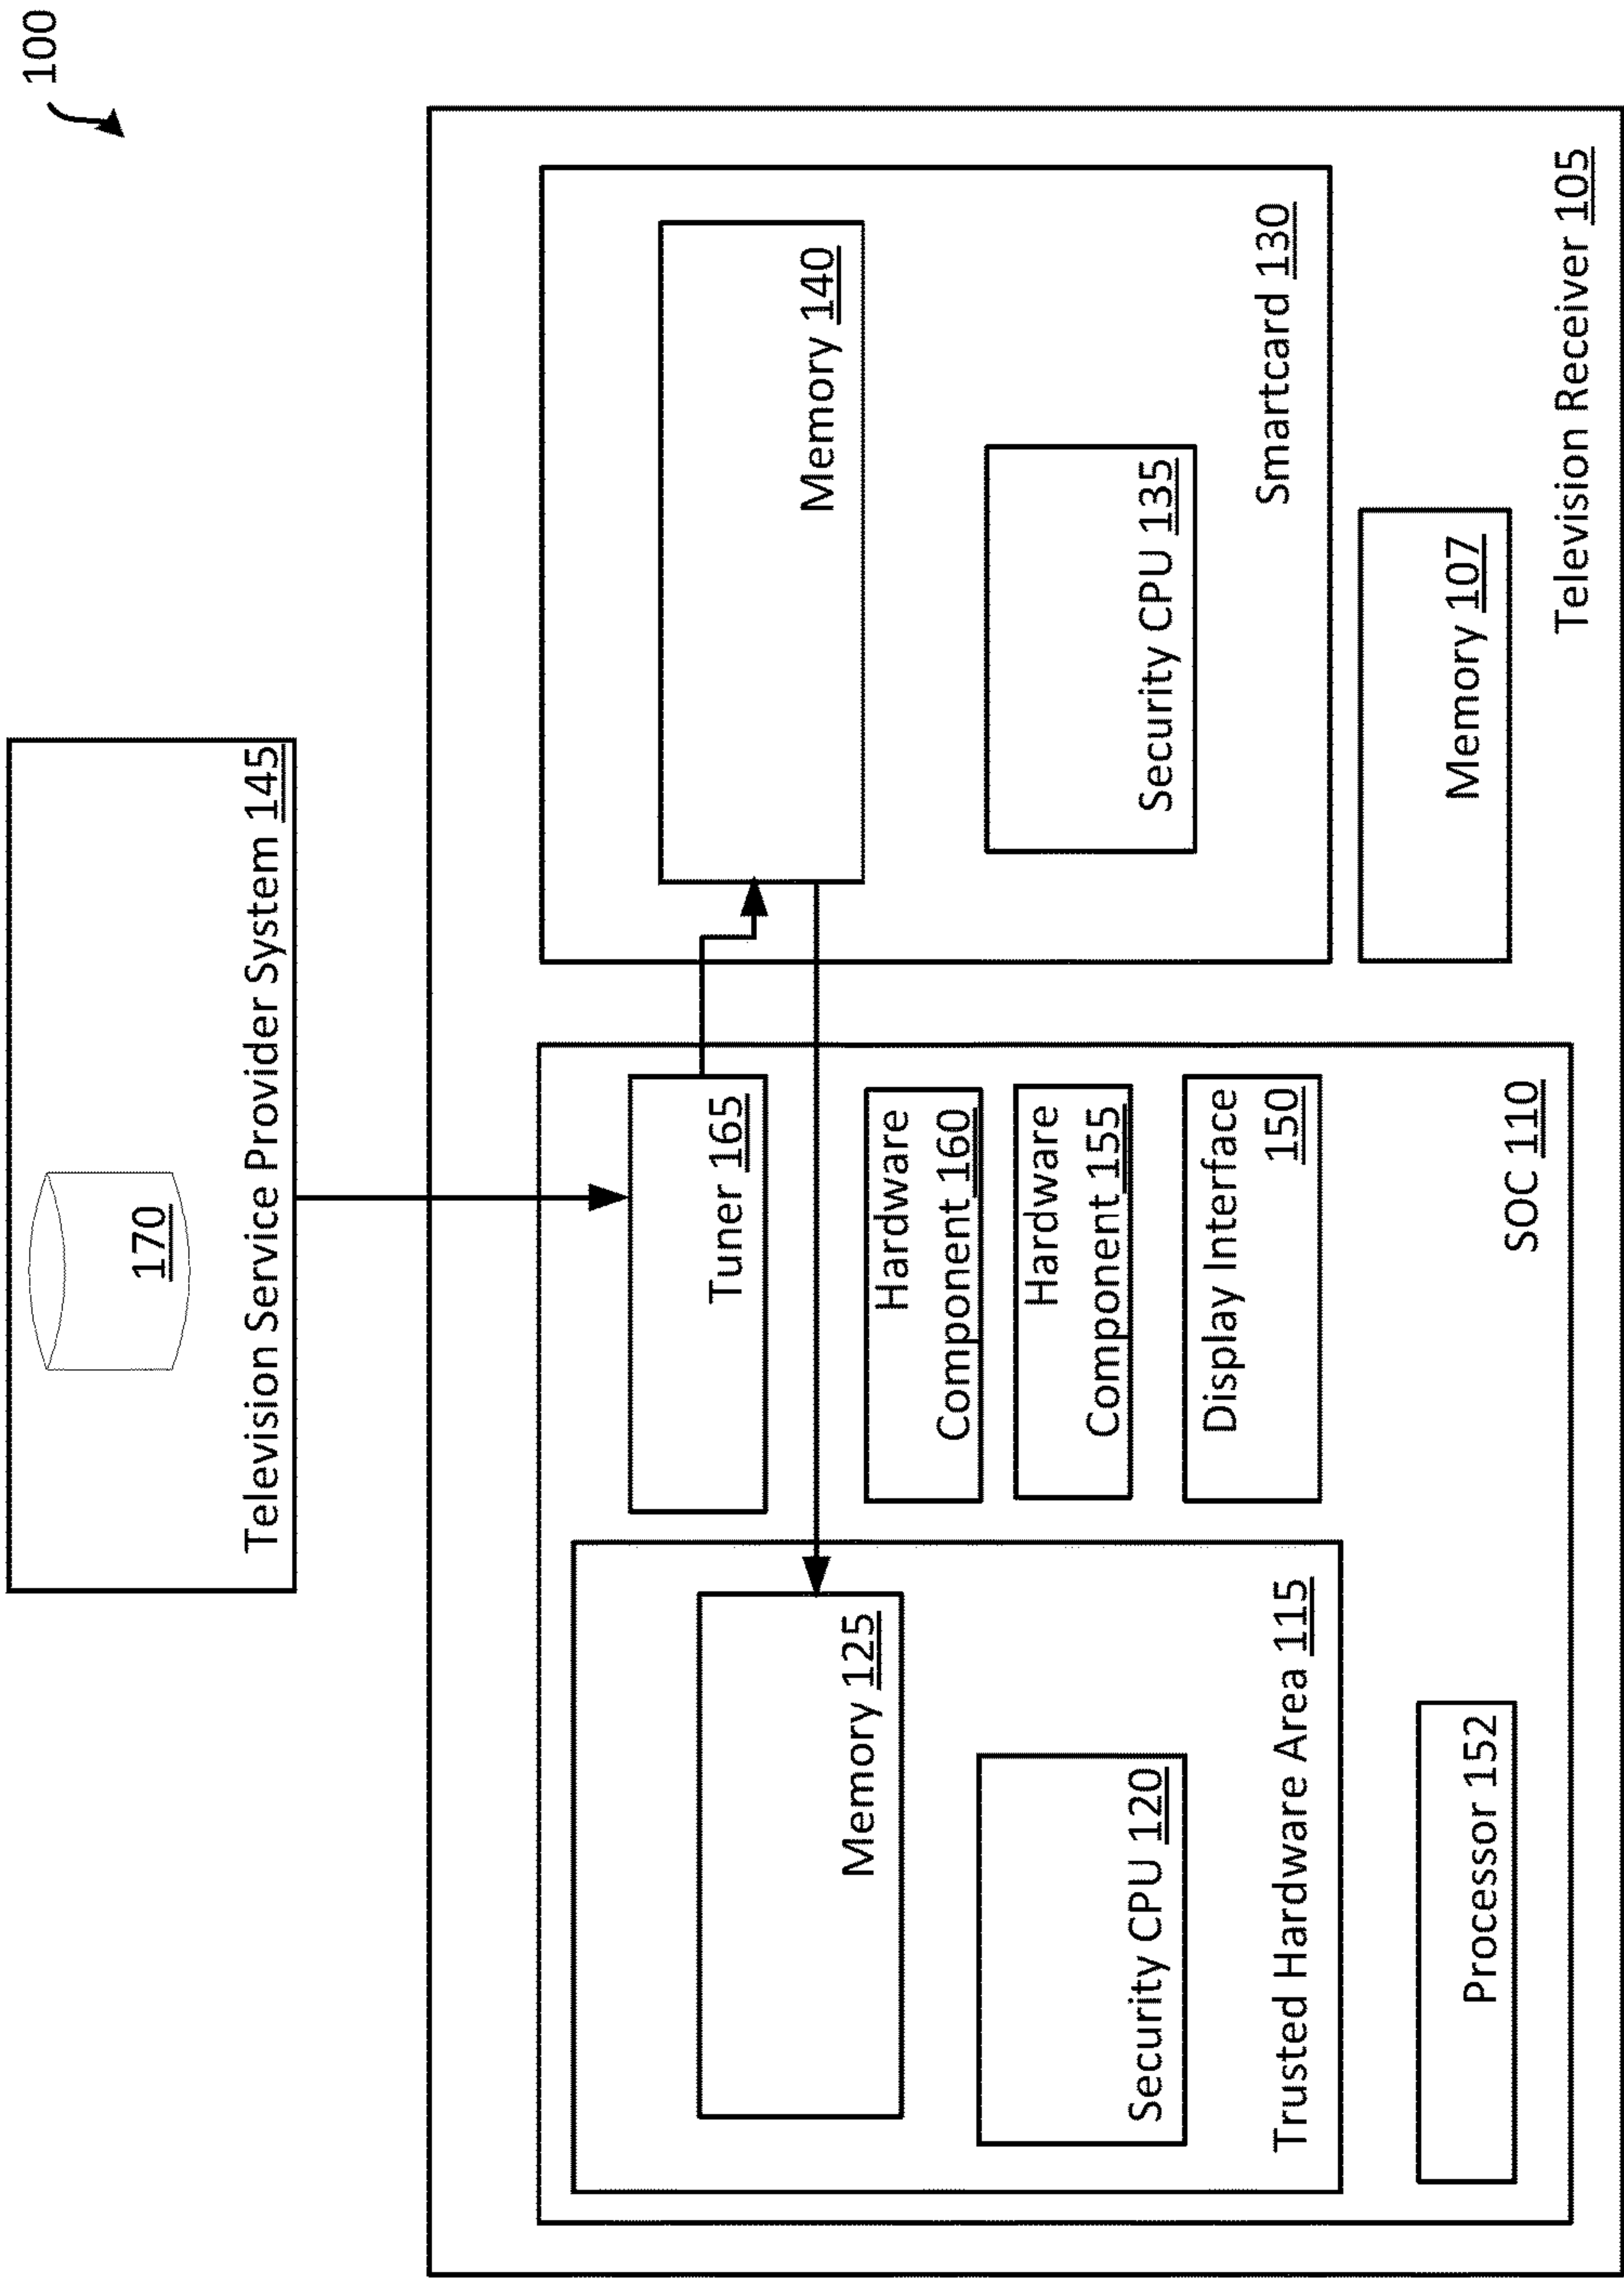 100
170
Television Service Provider System 145
Tuner 165
Memory 125
Security CPU 120
Trusted Hardware Area 115
Hardware
Component 160
Hardware
Component 155
Display Interface
150
Processor 152
SOC 110
Memory 140
Security CPU 135
Smartcard 130
Memory 107
Television Receiver 105